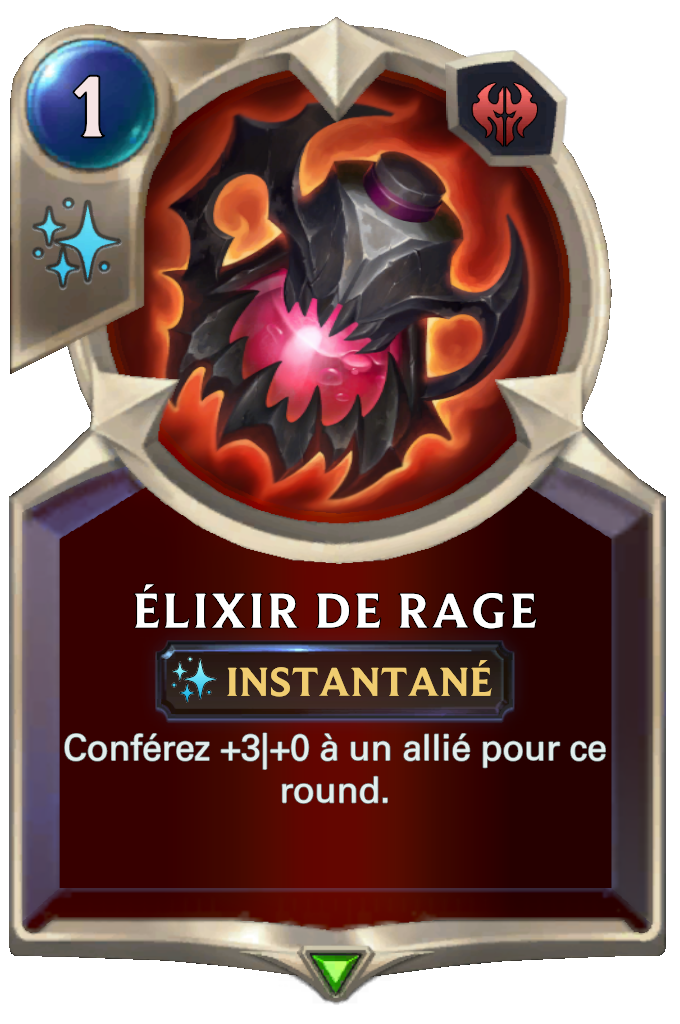 1
ÉLIXIR DE RAGE
INSTANTANÉ
Conférez +3|+0 à un allié pour ce
round.